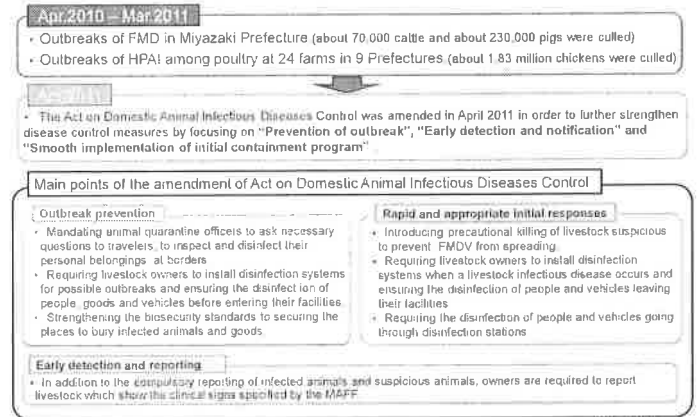 Apr.2010 – Mar.2011
· Outbreaks of FMD in Miyazaki Prefecture (about 70,000 cattle and about 230,000 pigs were culled)
· Outbreaks of HPAI among poultry at 24 farms in 9 Prefectures (about 1.83 million chickens were culled)
· The Act on Domestic Animal Infectious Diseases Control was amended in April 2011 in order to further strengthen
disease control measures by focusing on "Prevention of outbreak", "Early detection and notification" and
"Smooth implementation of initial containment program"
Main points of the amendment of Act on Domestic Animal Infectious Diseases Control
Outbreak prevention
· Mandating animal quarantine officers to ask necessary
questions to travelers, to inspect and disinfect their
personal belongings at borders
· Requiring livestock owners to install disinfection systems
for possible outbreaks and ensuring the disinfection of
people, goods and vehicles before entering their facilities
· Strengthening the biosecurity standards to securing the
places to bury infected animals and goods
Rapid and appropriate initial responses
· Introducing precautional killing of livestock suspicious
to prevent FMDV from spreading
· Requiring livestock owners to install disinfection
systems when a livestock infectious disease occurs and
ensuring the disinfection of people and vehicles leaving
their facilities
· Requiring the disinfection of people and vehicles going
through disinfection stations
Early detection and reporting
· In addition to the compulsory reporting of infected animals and suspicious animals, owners are required to report
livestock which show the clinical signs specified by the MAFF